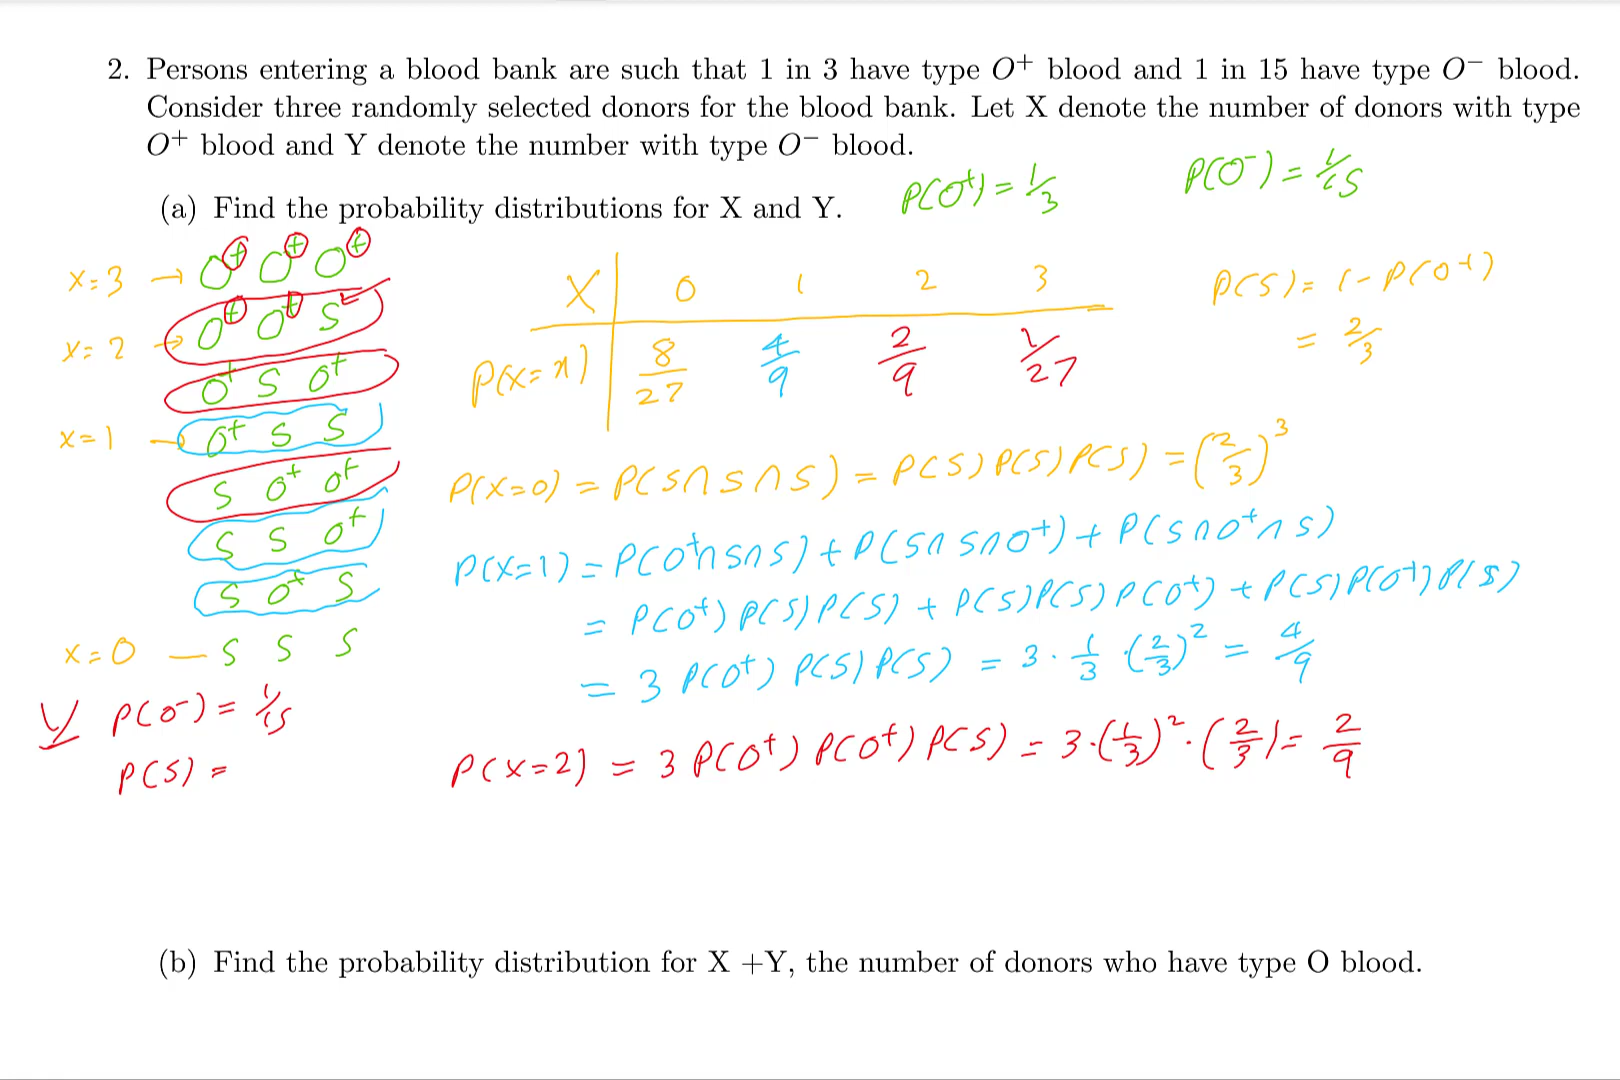 2. Persons entering a blood bank are such that 1 in 3 have type O⁺ blood and 1 in 15 have type O⁻ blood.
Consider three randomly selected donors for the blood bank. Let X denote the number of donors with type
O⁺ blood and Y denote the number with type O⁻ blood.
P(O⁺) = 1/3
P(O⁻) = 1/15
(a) Find the probability distributions for X and Y.
X=3 → O⁺ O⁺ O⁺
X=2 → O⁺ O⁺ S
O⁺ S O⁺
X=1 → O⁺ S S
S O⁺ O⁺
S S O⁺
S O⁺ S
X=0 — S S S
X 0 1 2 3
P(X=x) 8/27 4/9 2/9 1/27
P(S) = 1-P(O⁺)
= 2/3
P(X=0) = P(S∩S∩S) = P(S)P(S)P(S) = (2/3)³
P(X=1) = P(O⁺∩S∩S) + P(S∩S∩O⁺) + P(S∩O⁺∩S)
= P(O⁺)P(S)P(S) + P(S)P(S)P(O⁺) + P(S)P(O⁺)P(S)
= 3 P(O⁺) P(S) P(S) = 3 · 1/3 · (2/3)² = 4/9
P(X=2) = 3 P(O⁺) P(O⁺) P(S) = 3·(1/3)²·(2/3) = 2/9
Y P(O⁻) = 1/15
P(S) =
(b) Find the probability distribution for X +Y, the number of donors who have type O blood.